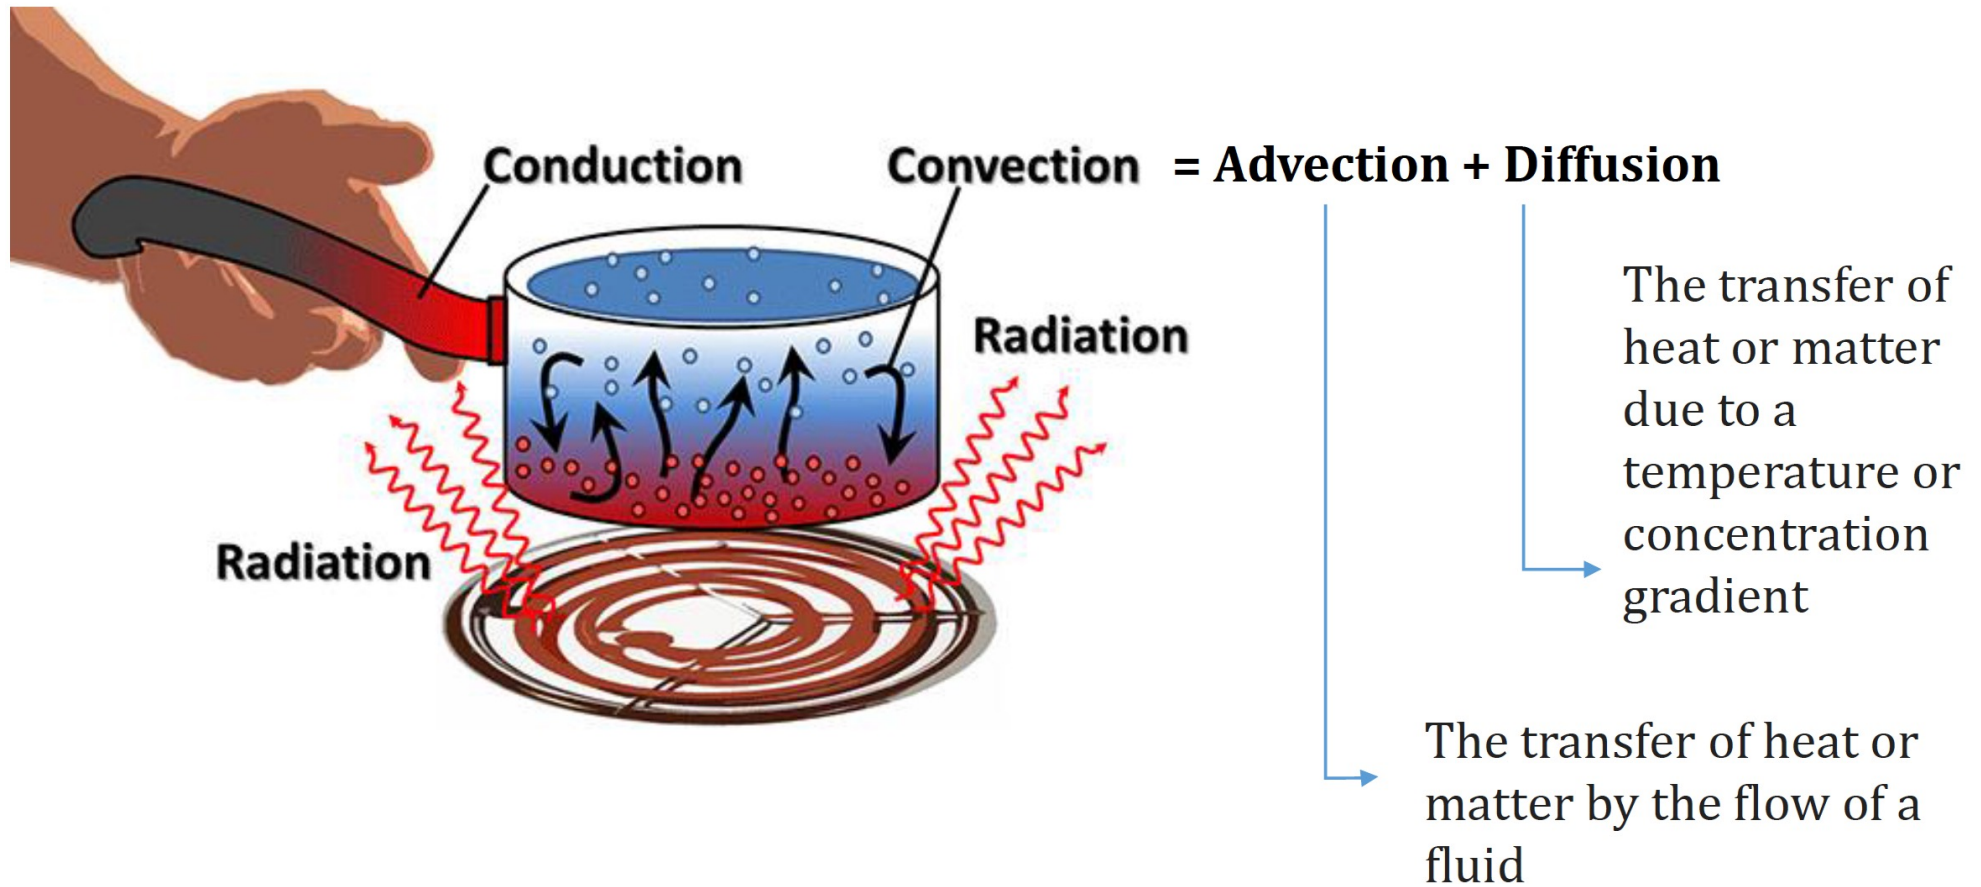 Conduction
Convection = Advection + Diffusion
Radiation
Radiation
The transfer of
heat or matter
due to a
temperature or
concentration
gradient
The transfer of heat or
matter by the flow of a
fluid